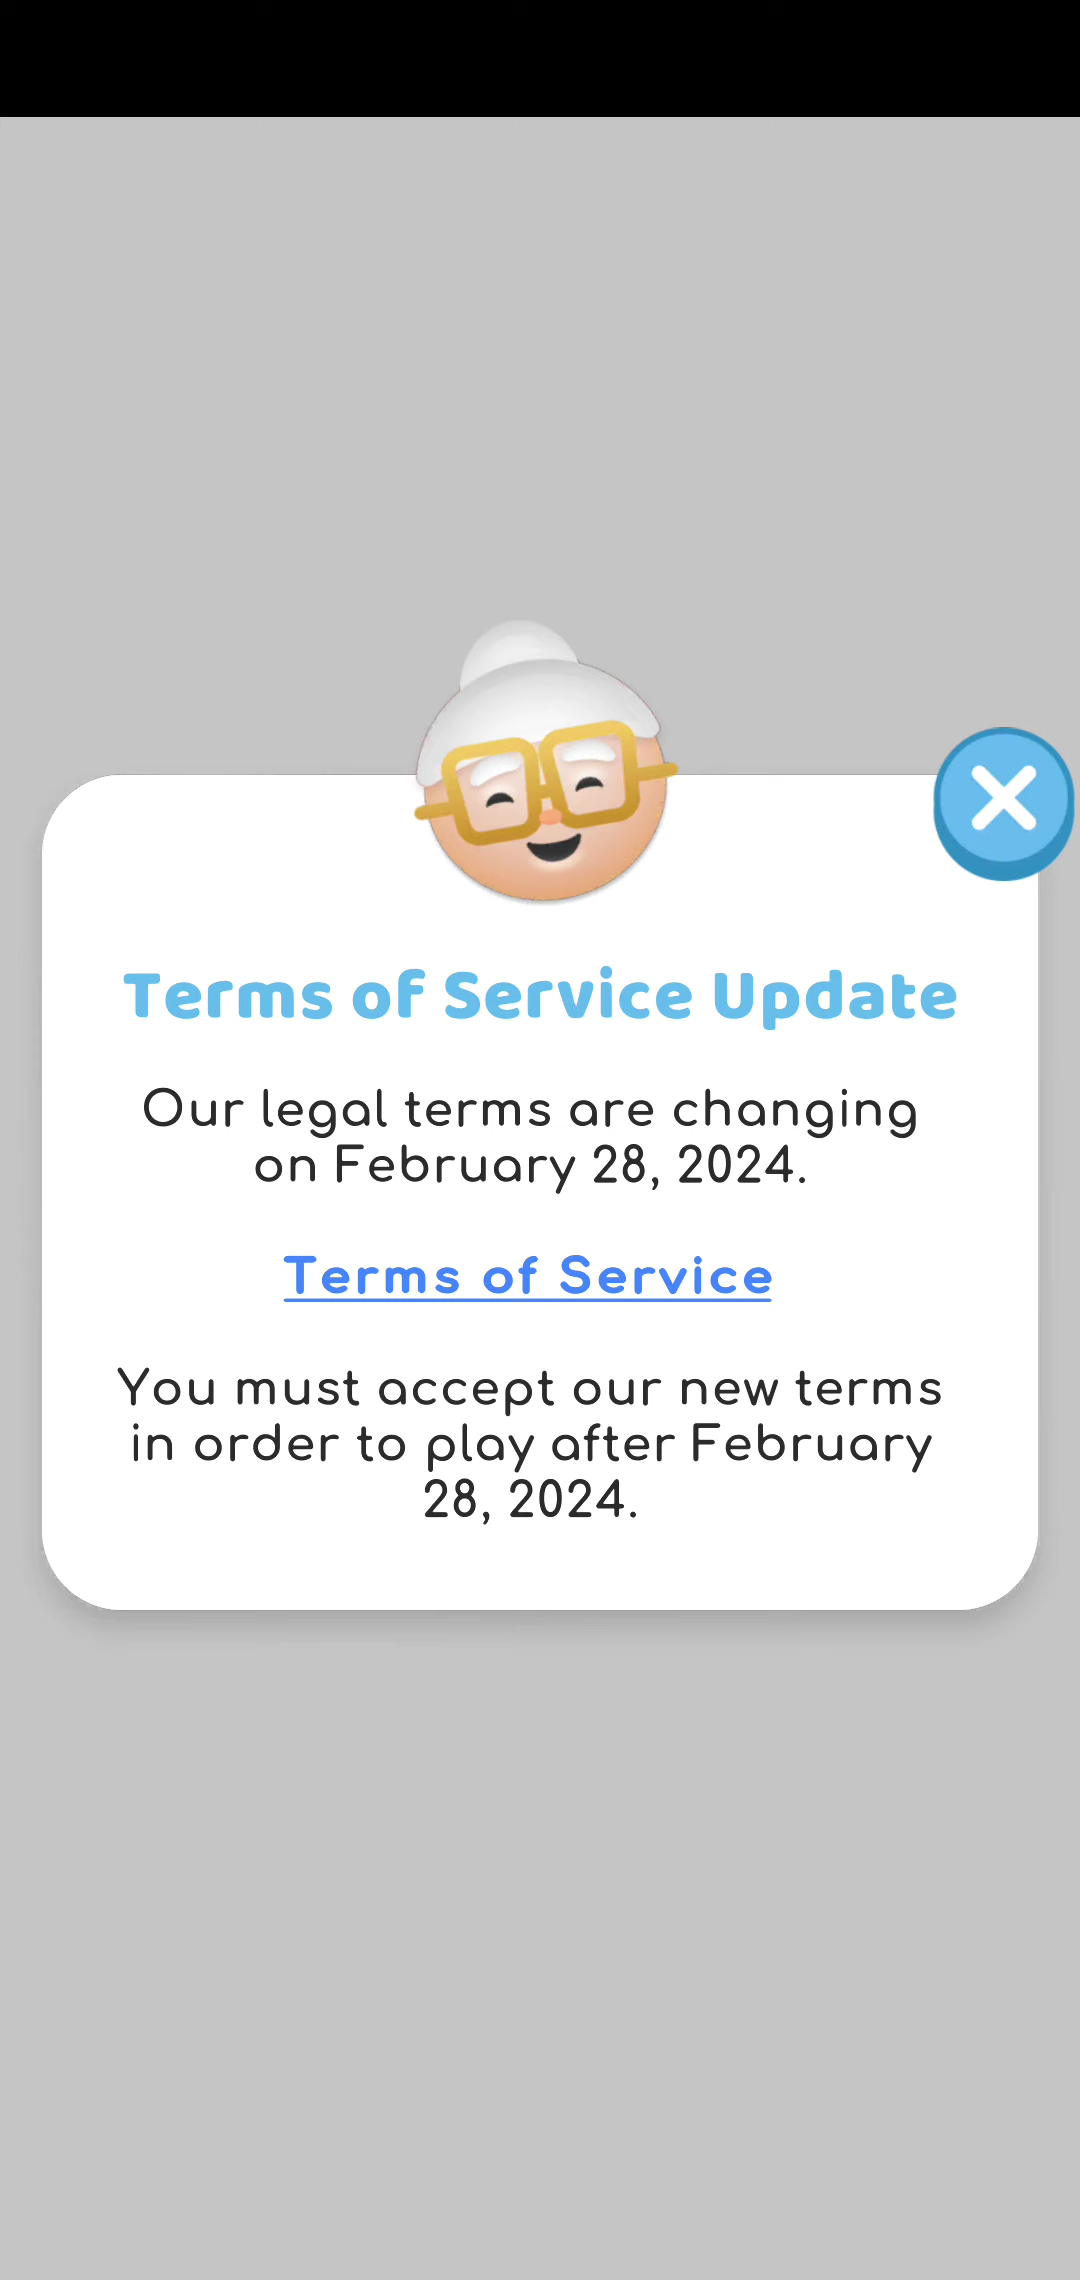 Terms of Service Update
Our legal terms are changing
on February 28, 2024.
Terms of Service
You must accept our new terms
in order to play after February
28, 2024.